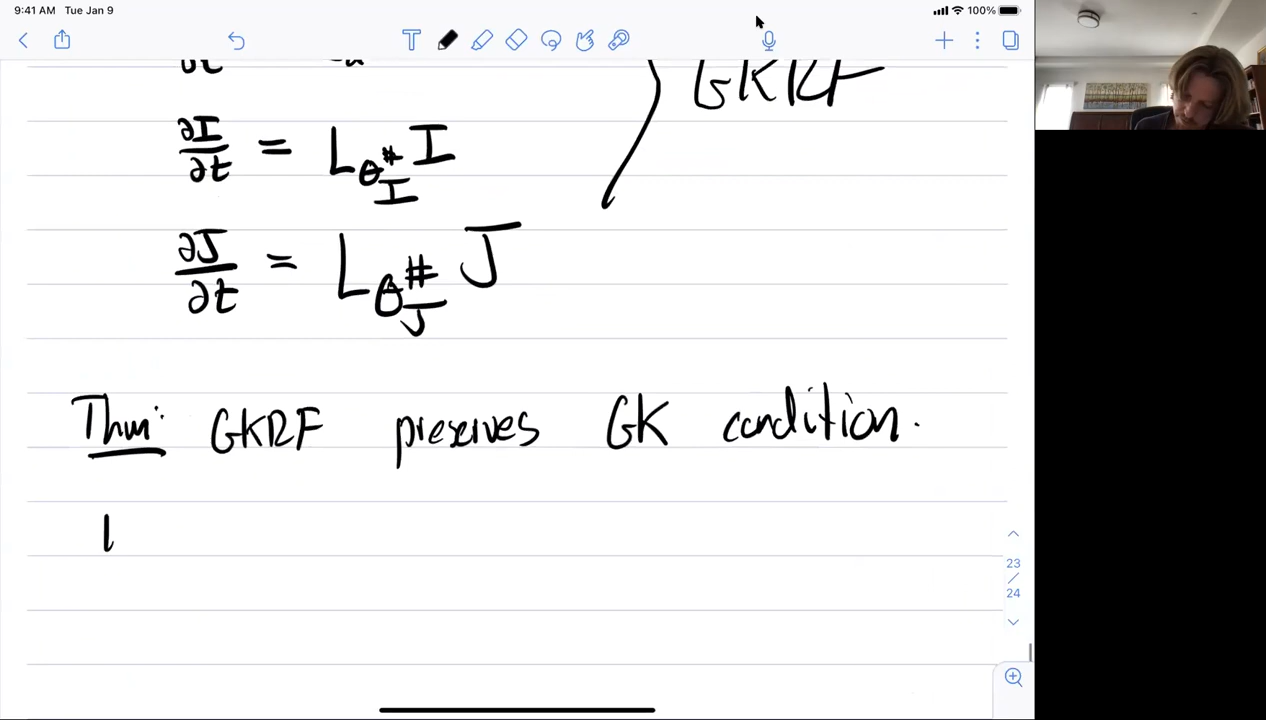 9:41 AM Tue Jan 9
100%
GKRF
∂I/∂t = L_{θ_I^#} I
∂J/∂t = L_{θ_J^#} J
Thm: GKRF preserves GK condition.
23
/
24